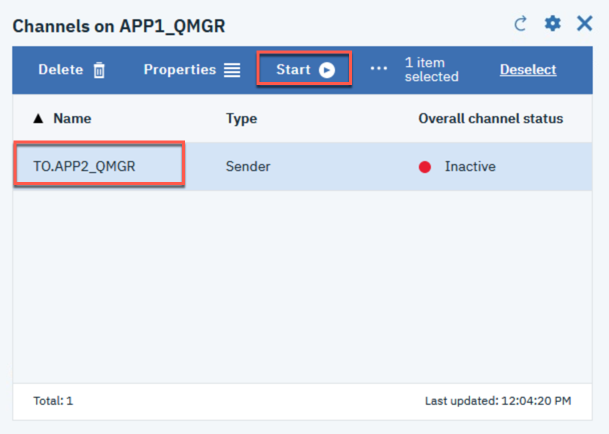 Channels on APP1_QMGR
Delete Properties Start ... 1 item selected Deselect
▲ Name Type Overall channel status
TO.APP2_QMGR Sender Inactive
Total: 1 Last updated: 12:04:20 PM